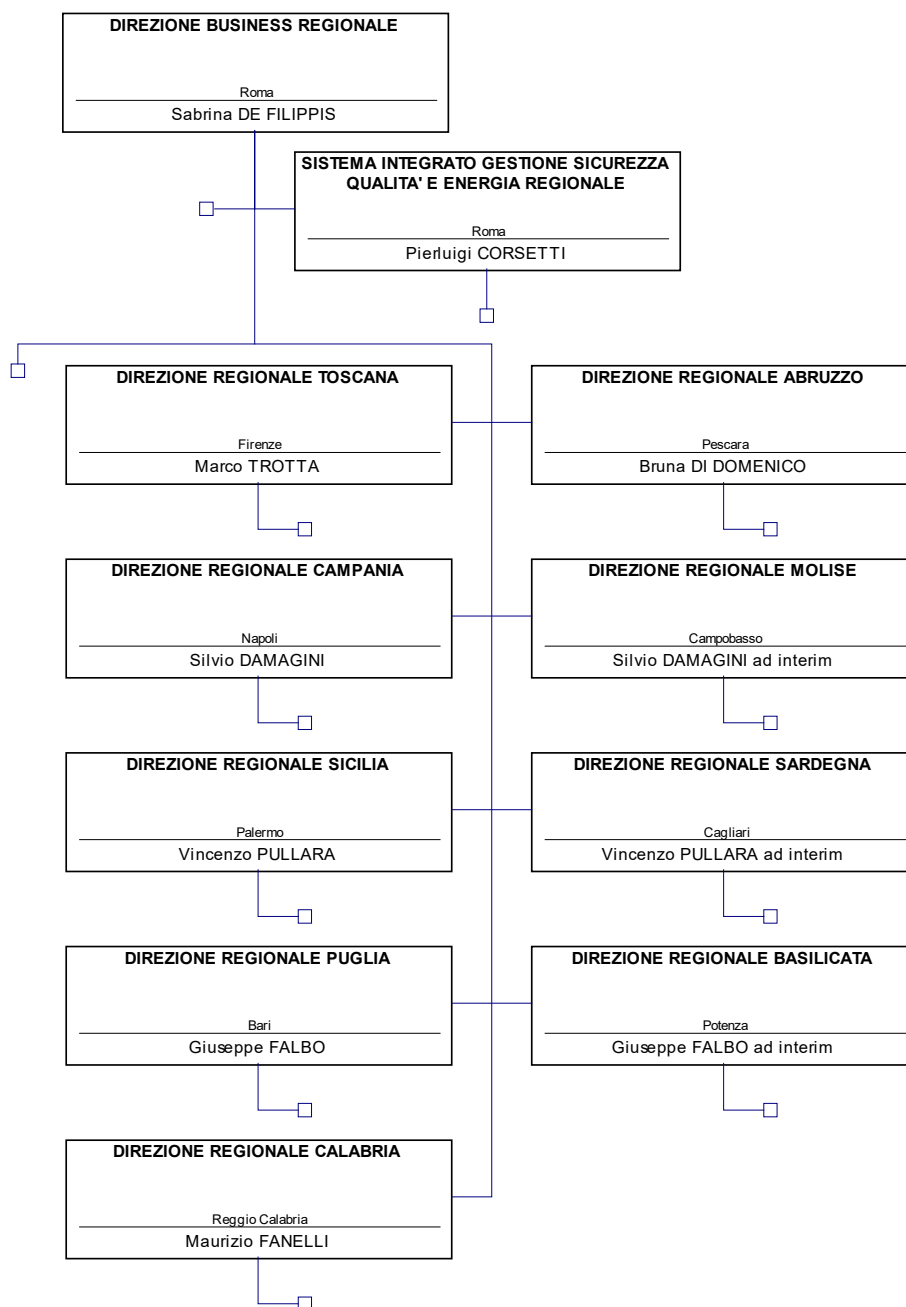 DIREZIONE BUSINESS REGIONALE
Roma
Sabrina DE FILIPPIS
SISTEMA INTEGRATO GESTIONE SICUREZZA
QUALITA' E ENERGIA REGIONALE
Roma
Pierluigi CORSETTI
DIREZIONE REGIONALE TOSCANA
Firenze
Marco TROTTA
DIREZIONE REGIONALE ABRUZZO
Pescara
Bruna DI DOMENICO
DIREZIONE REGIONALE CAMPANIA
Napoli
Silvio DAMAGINI
DIREZIONE REGIONALE MOLISE
Campobasso
Silvio DAMAGINI ad interim
DIREZIONE REGIONALE SICILIA
Palermo
Vincenzo PULLARA
DIREZIONE REGIONALE SARDEGNA
Cagliari
Vincenzo PULLARA ad interim
DIREZIONE REGIONALE PUGLIA
Bari
Giuseppe FALBO
DIREZIONE REGIONALE BASILICATA
Potenza
Giuseppe FALBO ad interim
DIREZIONE REGIONALE CALABRIA
Reggio Calabria
Maurizio FANELLI